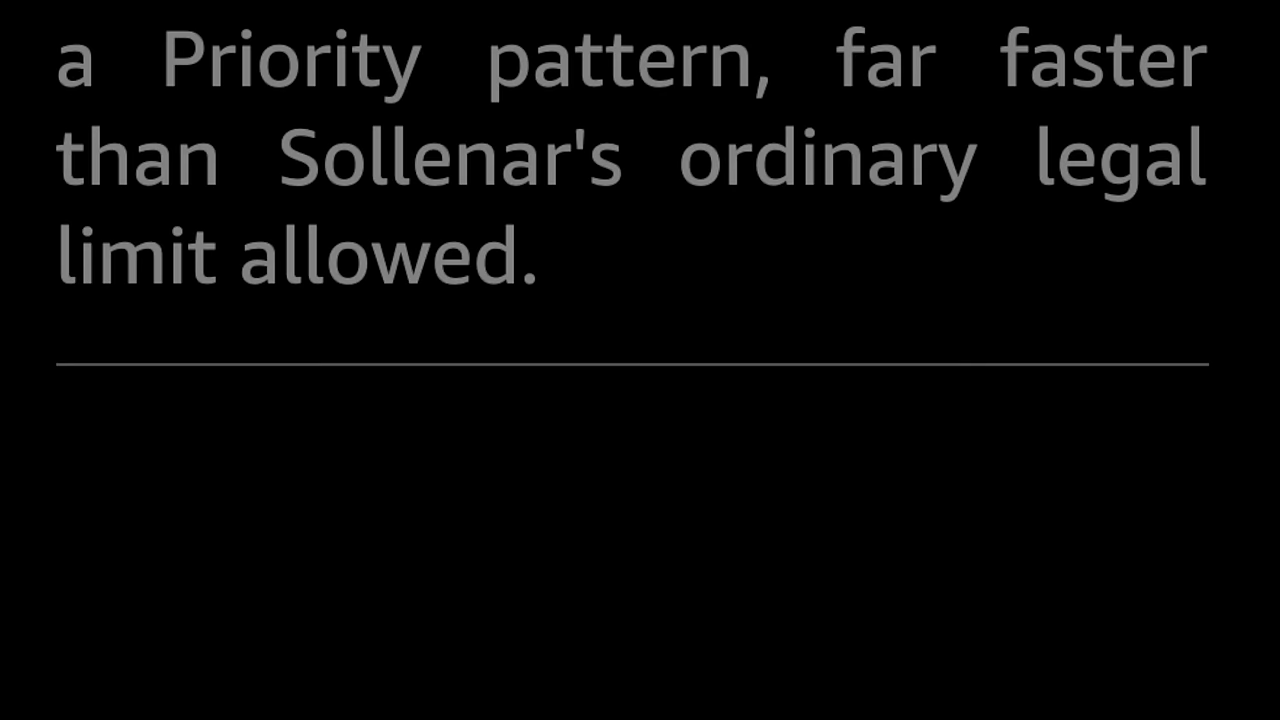 a Priority pattern, far faster
than Sollenar's ordinary legal
limit allowed.